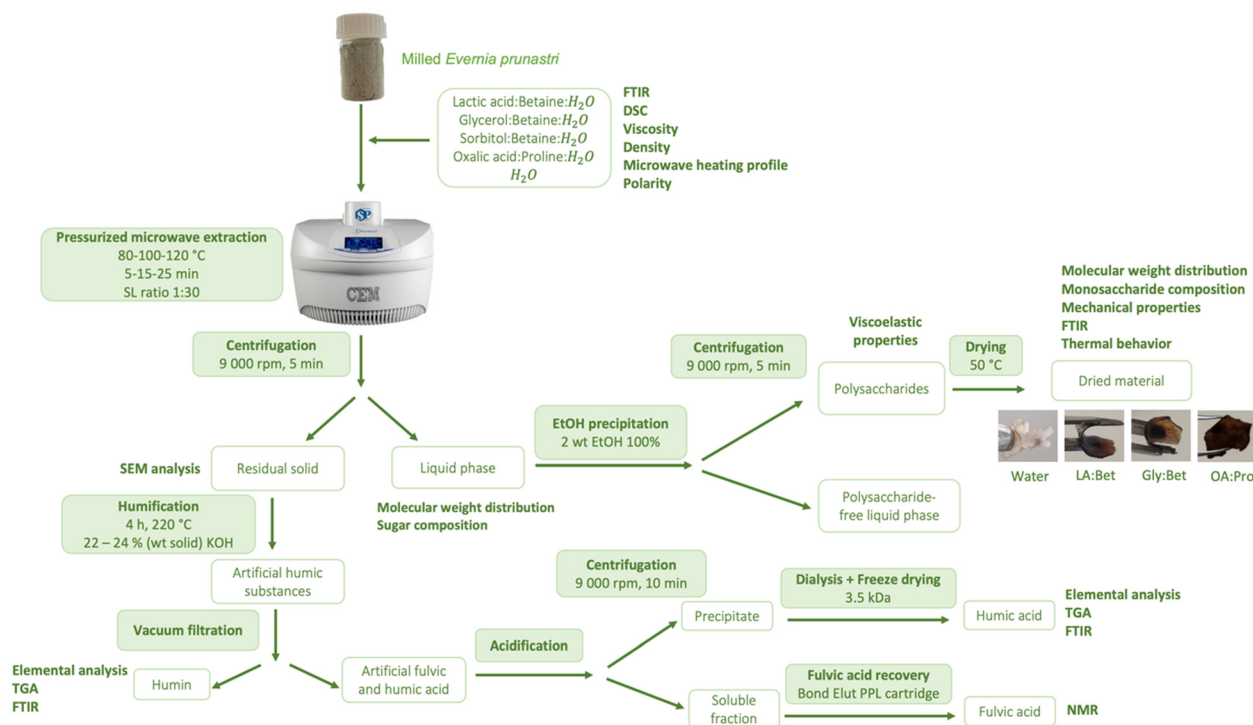 Milled Evernia prunastri
Lactic acid:Betaine:H₂O
Glycerol:Betaine:H₂O
Sorbitol:Betaine:H₂O
Oxalic acid:Proline:H₂O
H₂O
FTIR
DSC
Viscosity
Density
Microwave heating profile
Polarity
SP
CEM
Pressurized microwave extraction
80-100-120 °C
5-15-25 min
SL ratio 1:30
Centrifugation
9 000 rpm, 5 min
SEM analysis
Residual solid
Liquid phase
Molecular weight distribution
Sugar composition
EtOH precipitation
2 wt EtOH 100%
Centrifugation
9 000 rpm, 5 min
Viscoelastic
properties
Polysaccharides
Drying
50 °C
Molecular weight distribution
Monosaccharide composition
Mechanical properties
FTIR
Thermal behavior
Dried material
Water
LA:Bet
Gly:Bet
OA:Pro
Polysaccharide-
free liquid phase
Humification
4 h, 220 °C
22 – 24 % (wt solid) KOH
Artificial humic
substances
Vacuum filtration
Elemental analysis
TGA
FTIR
Humin
Artificial fulvic
and humic acid
Acidification
Centrifugation
9 000 rpm, 10 min
Precipitate
Dialysis + Freeze drying
3.5 kDa
Humic acid
Elemental analysis
TGA
FTIR
Soluble
fraction
Fulvic acid recovery
Bond Elut PPL cartridge
Fulvic acid
NMR